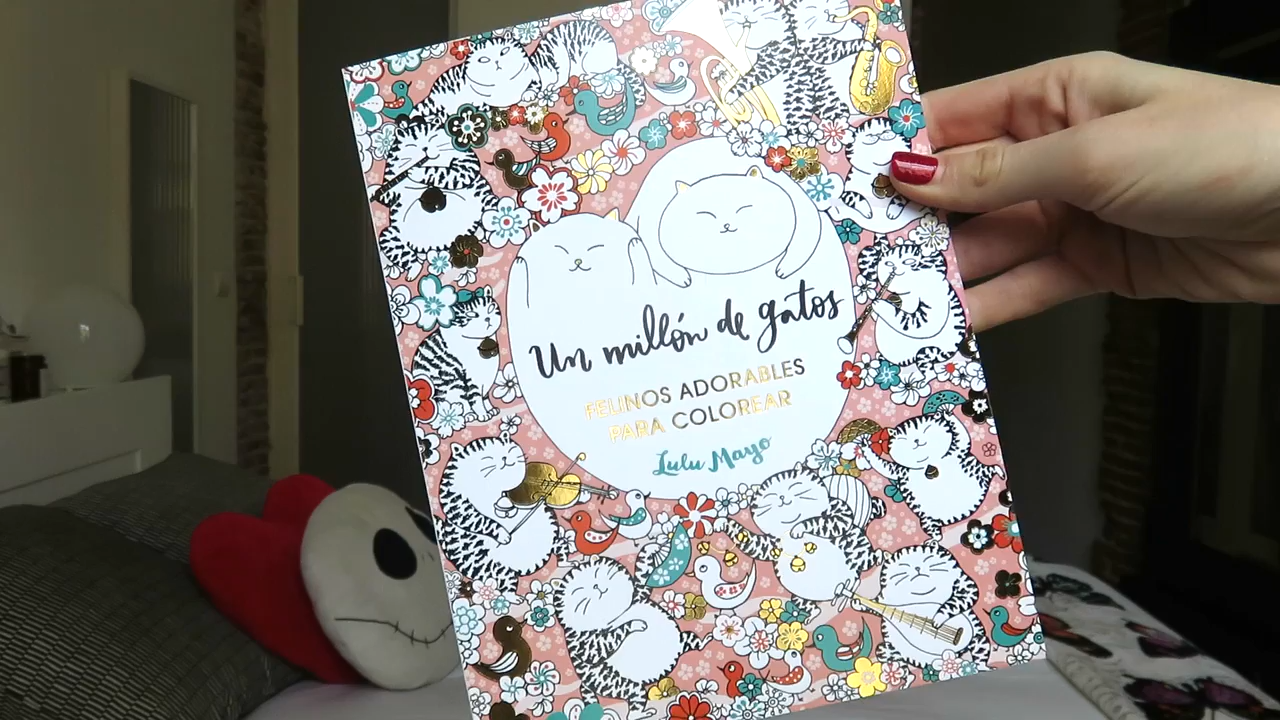 Un millón de gatos
FELINOS ADORABLES
PARA COLOREAR
Lulu Mayo